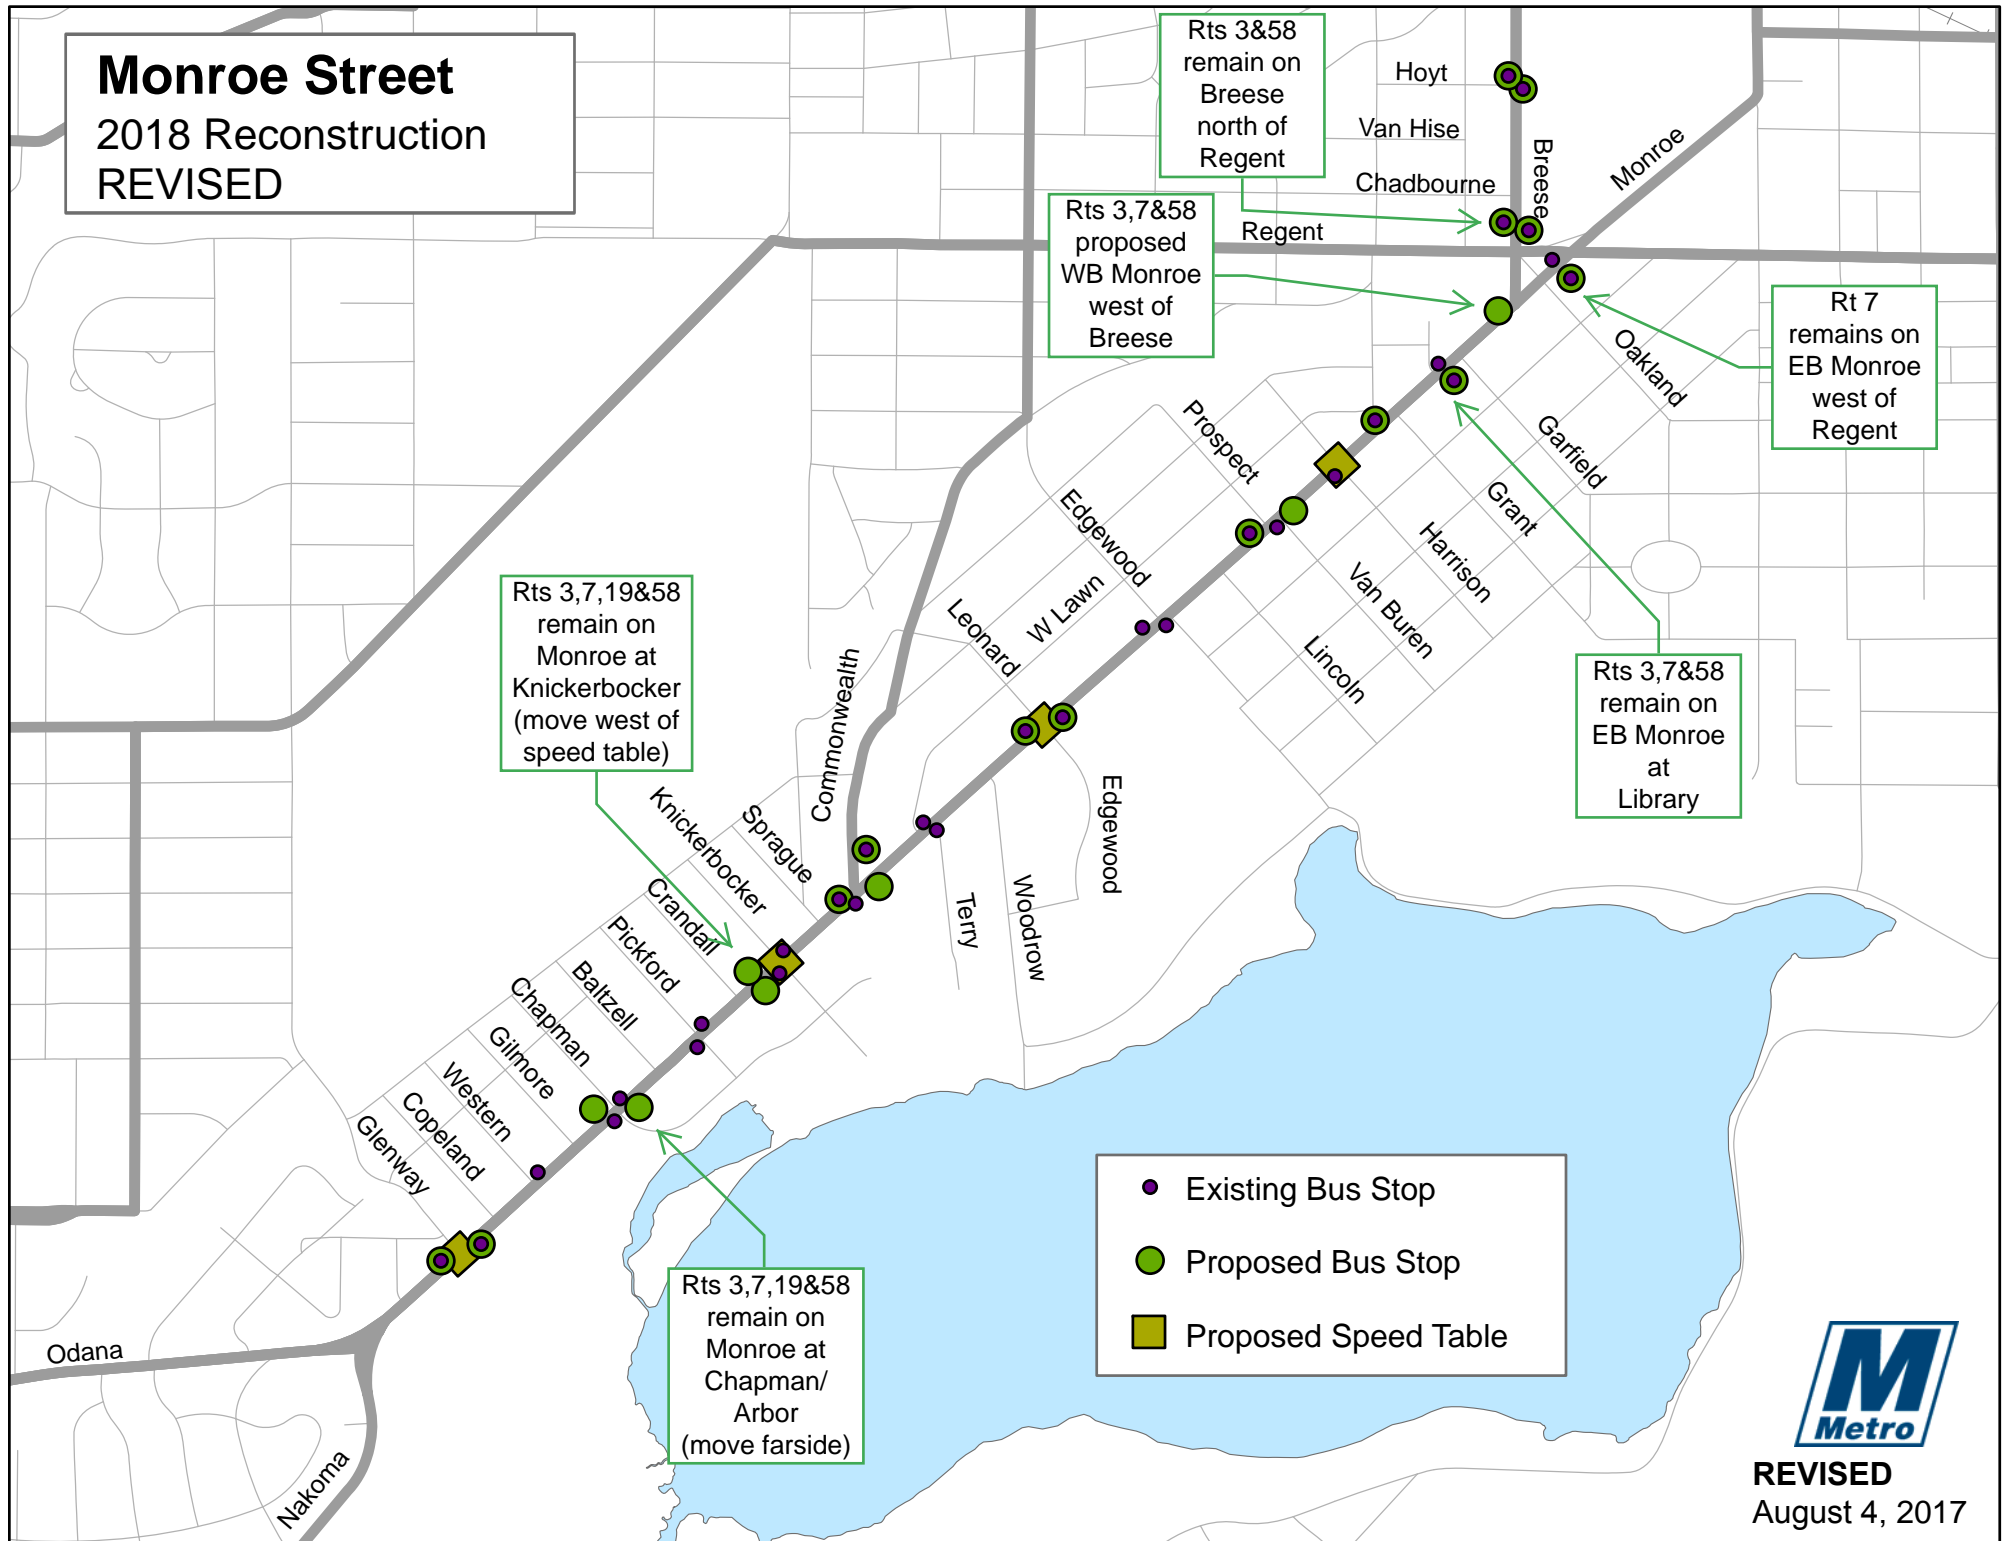 Monroe Street
2018 Reconstruction
REVISED
Rts 3&58
remain on
Breese
north of
Regent
Hoyt
Van Hise
Chadbourne
Breese
Monroe
Regent
Rts 3,7&58
proposed
WB Monroe
west of
Breese
Rt 7
remains on
EB Monroe
west of
Regent
Oakland
Garfield
Grant
Harrison
Van Buren
Lincoln
Prospect
Edgewood
W Lawn
Leonard
Rts 3,7&58
remain on
EB Monroe
at
Library
Rts 3,7,19&58
remain on
Monroe at
Knickerbocker
(move west of
speed table)
Commonwealth
Edgewood
Woodrow
Terry
Sprague
Knickerbocker
Crandall
Pickford
Baltzell
Chapman
Gilmore
Western
Copeland
Glenway
Rts 3,7,19&58
remain on
Monroe at
Chapman/
Arbor
(move farside)
Odana
Nakoma
Existing Bus Stop
Proposed Bus Stop
Proposed Speed Table
M
Metro
REVISED
August 4, 2017